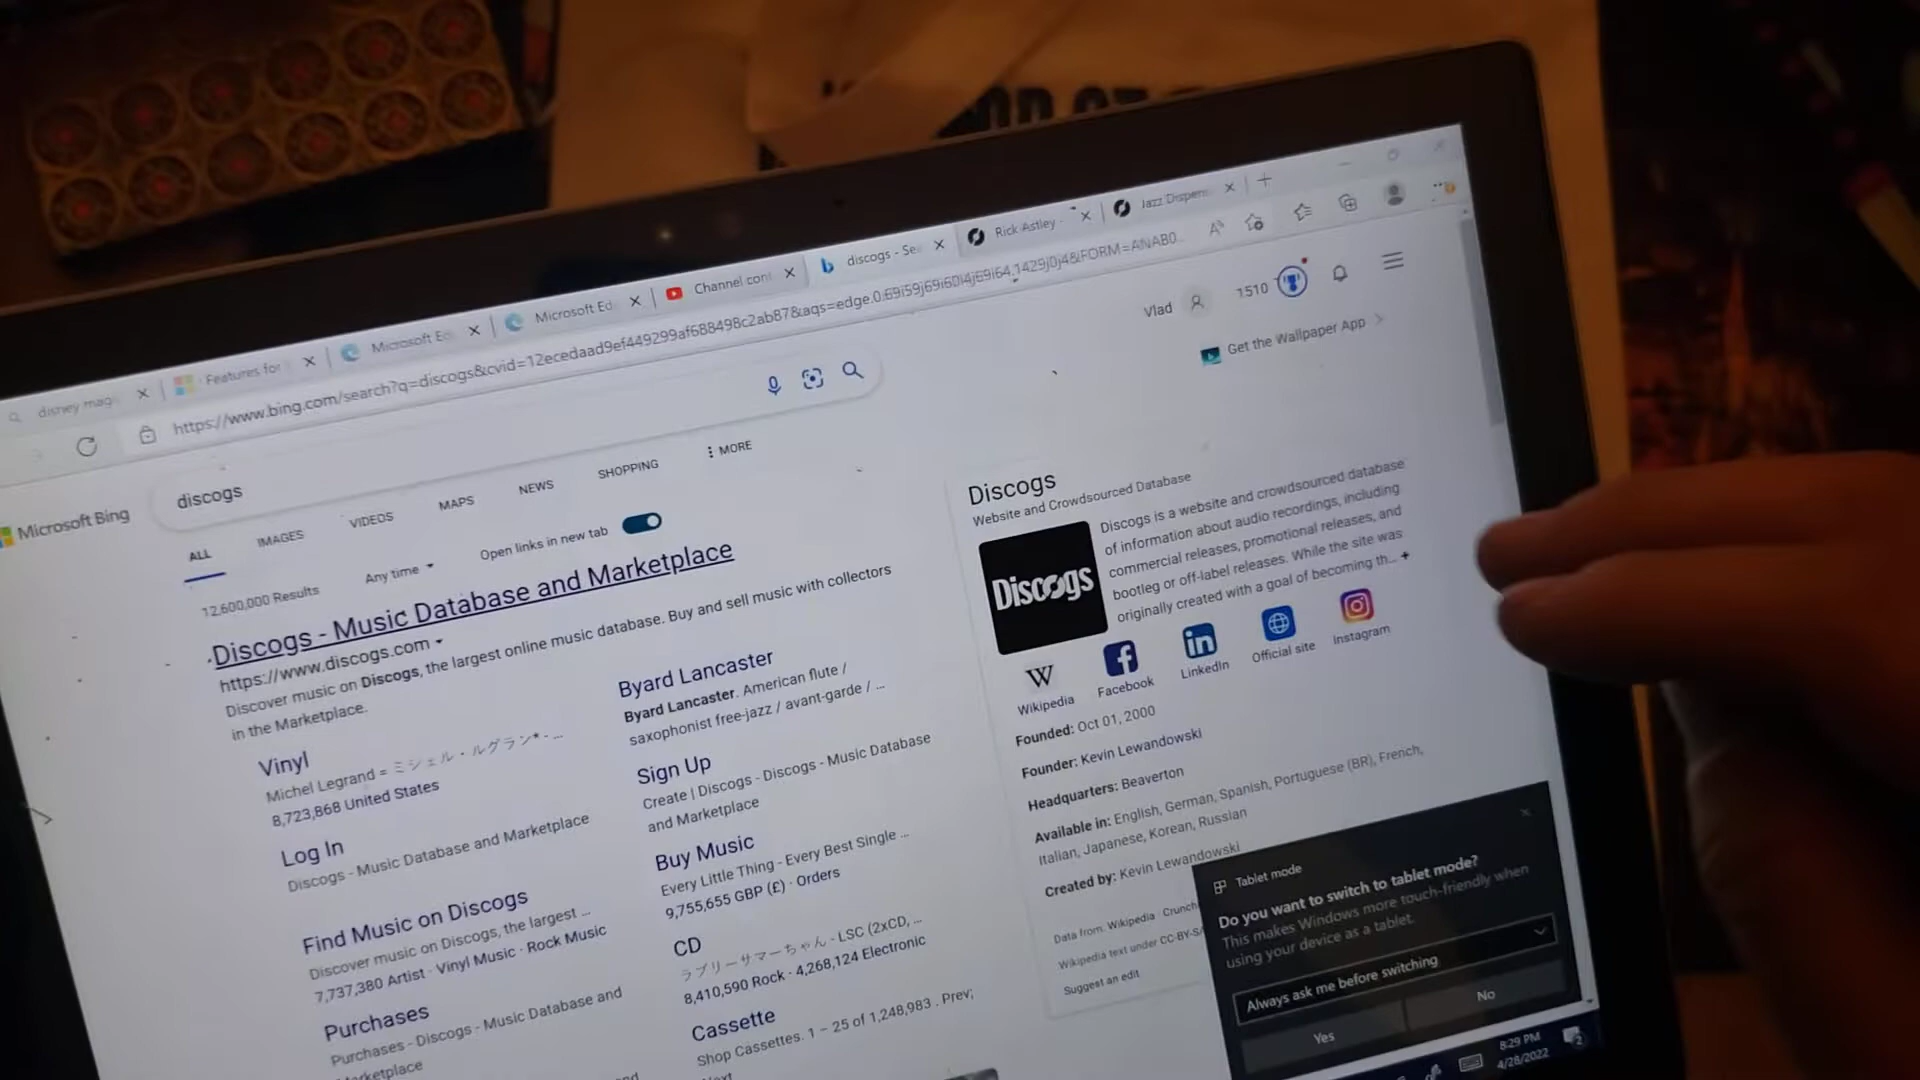 disney mag
Features for
Microsoft Ed
Microsoft Ed
Channel cont
discogs - Se
Rick Astley -
Jazz Dispen
https://www.bing.com/search?q=discogs&cvid=12ecedaad9ef449299af688498c2ab87&aqs=edge.0.69i59j69i60l4j69i64.1429j0j4&FORM=ANAB0
Microsoft Bing
discogs
Vlad
1510
Get the Wallpaper App
ALL
IMAGES
VIDEOS
MAPS
NEWS
SHOPPING
MORE
12,600,000 Results
Any time
Open links in new tab
Discogs - Music Database and Marketplace
https://www.discogs.com
Discover music on Discogs, the largest online music database. Buy and sell music with collectors
in the Marketplace.
Vinyl
Michel Legrand = ミシェル・ルグラン* - ...
8,723,868 United States
Log In
Discogs - Music Database and Marketplace
Find Music on Discogs
Discover music on Discogs, the largest ...
7,737,380 Artist · Vinyl Music · Rock Music
Purchases
Purchases - Discogs - Music Database and
Marketplace
Byard Lancaster
Byard Lancaster. American flute /
saxophonist free-jazz / avant-garde / ...
Sign Up
Create | Discogs - Discogs - Music Database
and Marketplace
Buy Music
Every Little Thing - Every Best Single ...
9,755,655 GBP (£) · Orders
CD
ラブリーサマーちゃん - LSC (2xCD, ...
8,410,590 Rock · 4,268,124 Electronic
Cassette
Shop Cassettes. 1 – 25 of 1,248,983 . Prev;
Next
Discogs
Website and Crowdsourced Database
Discogs
Discogs is a website and crowdsourced database
of information about audio recordings, including
commercial releases, promotional releases, and
bootleg or off-label releases. While the site was
originally created with a goal of becoming th... +
Wikipedia
Facebook
LinkedIn
Official site
Instagram
Founded: Oct 01, 2000
Founder: Kevin Lewandowski
Headquarters: Beaverton
Available in: English, German, Spanish, Portuguese (BR), French,
Italian, Japanese, Korean, Russian
Created by: Kevin Lewandowski
Data from: Wikipedia · Crunch
Wikipedia text under CC-BY-SA
Suggest an edit
Tablet mode
Do you want to switch to tablet mode?
This makes Windows more touch-friendly when
using your device as a tablet.
Always ask me before switching
Yes
No
8:29 PM
4/28/2022
2